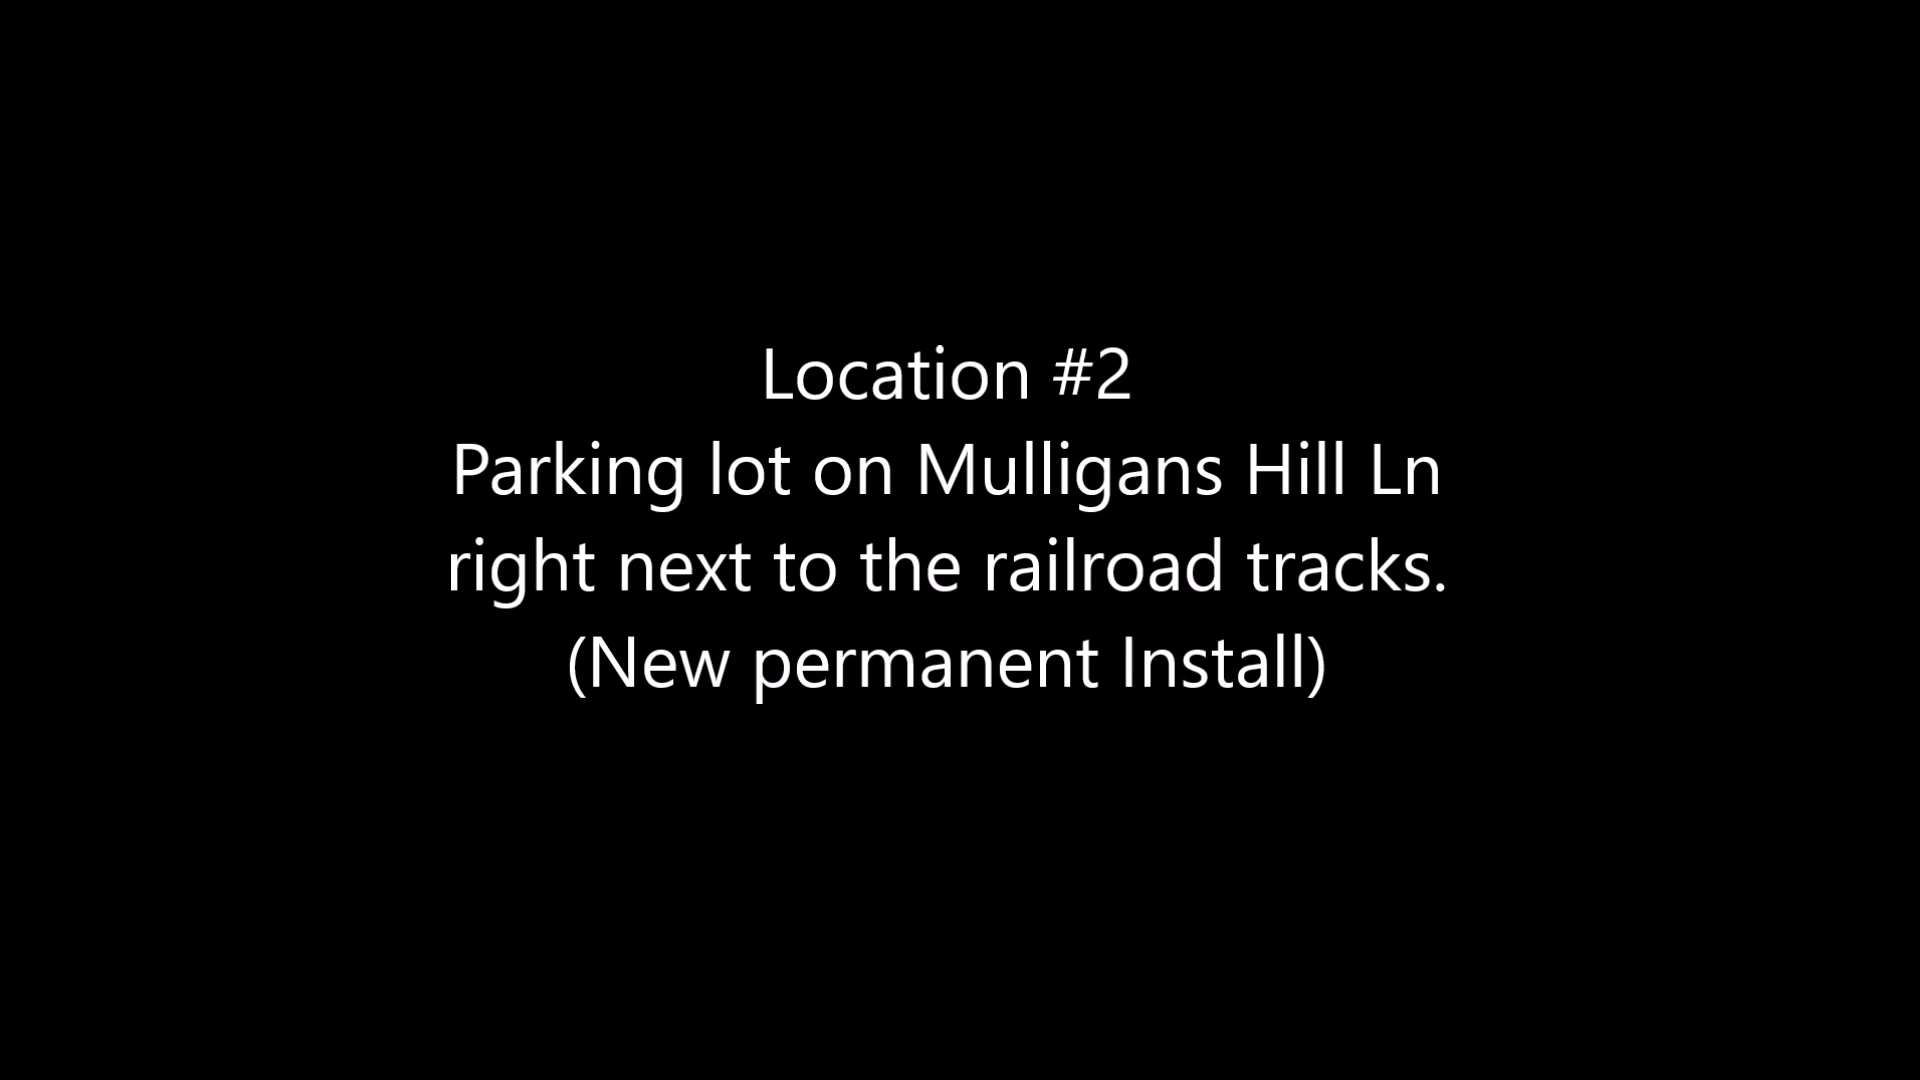 Location #2
Parking lot on Mulligans Hill Ln
right next to the railroad tracks.
(New permanent Install)